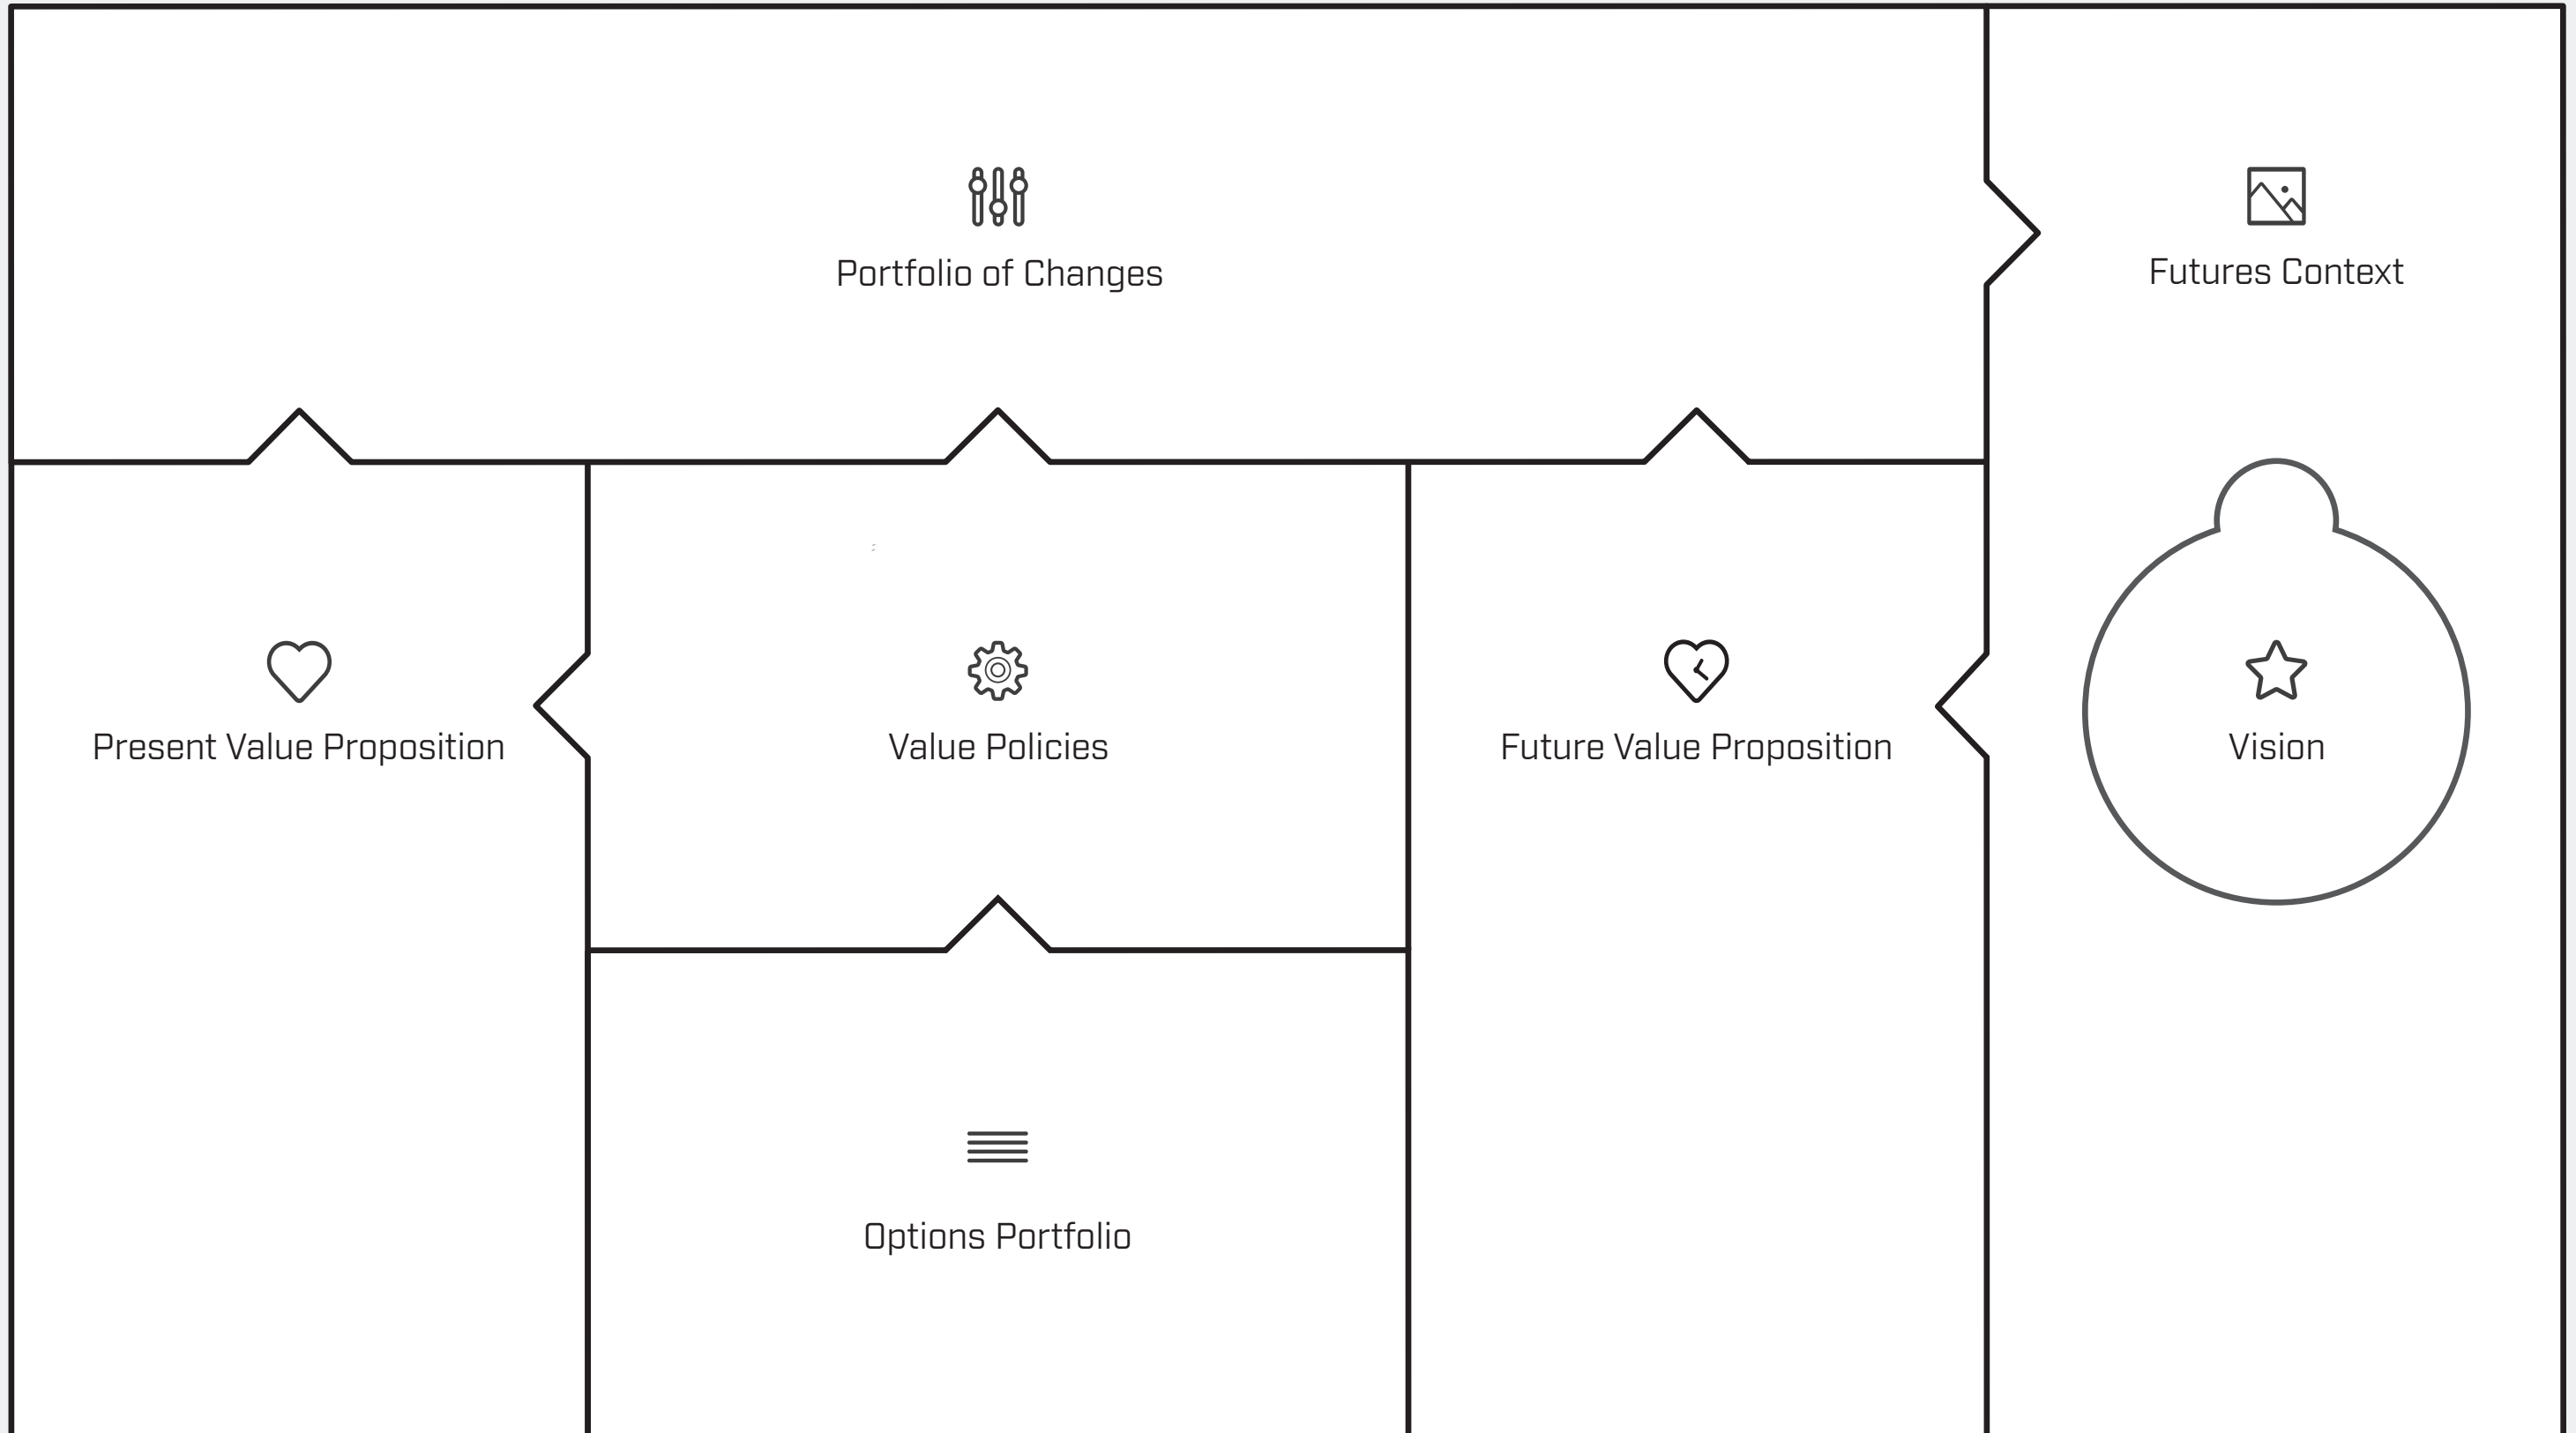 Portfolio of Changes
Futures Context
Present Value Proposition
Value Policies
Future Value Proposition
Vision
Options Portfolio